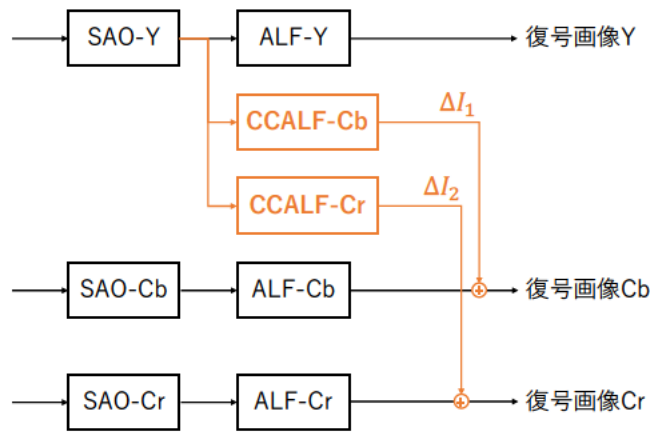 SAO-Y
ALF-Y
復号画像Y
CCALF-Cb
ΔI₁
CCALF-Cr
ΔI₂
SAO-Cb
ALF-Cb
復号画像Cb
SAO-Cr
ALF-Cr
復号画像Cr